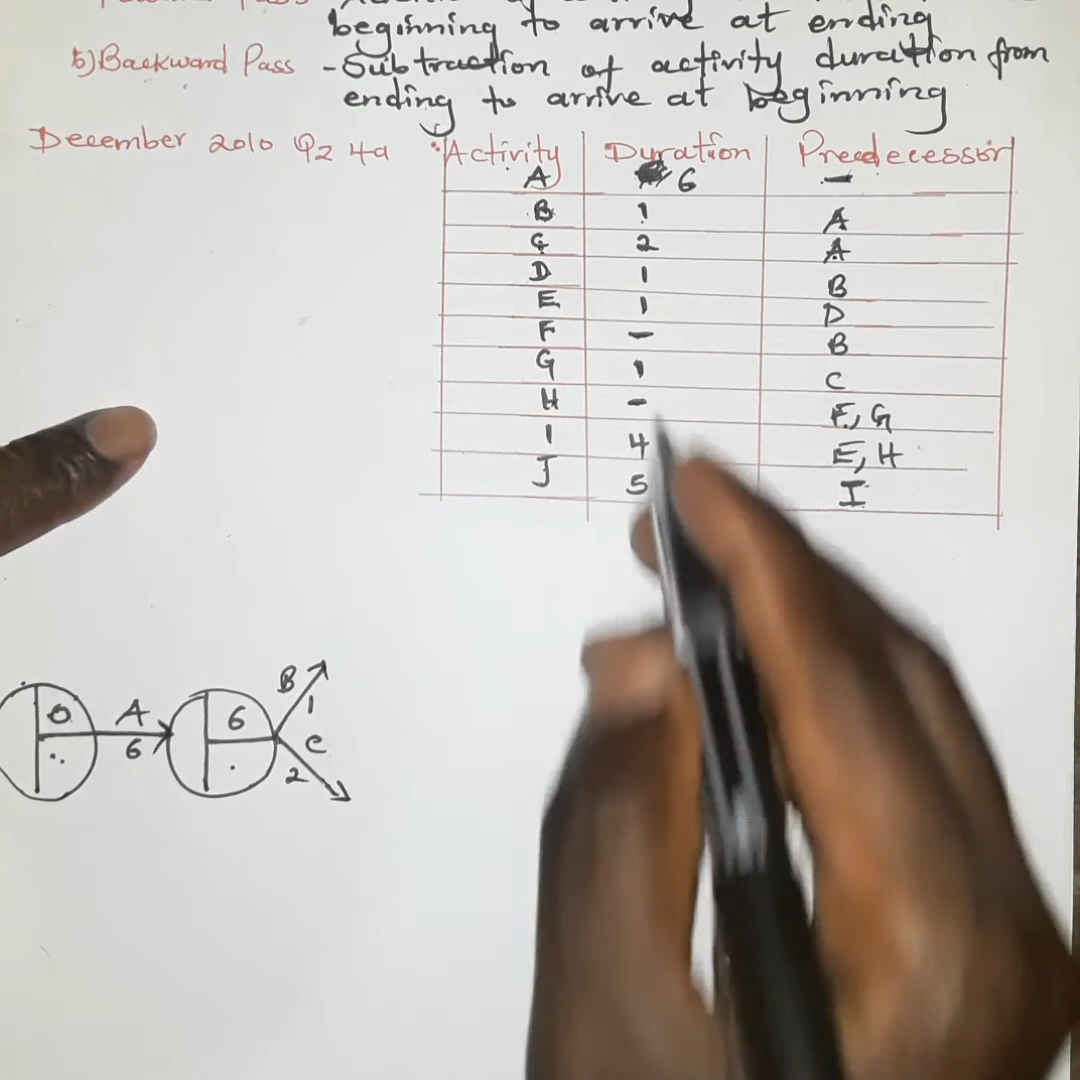 beginning to arrive at ending
5) Backward Pass - Subtraction of activity duration from
ending to arrive at beginning
December 2010 Q2 4a
Activity Duration Predecessor
A 6 -
B 1 A
C 2 A
D 1 B
E 1 D
F - B
G 1 C
H - F, G
I 4 E, H
J 5 I
B
1
0 A 6
6
C
2